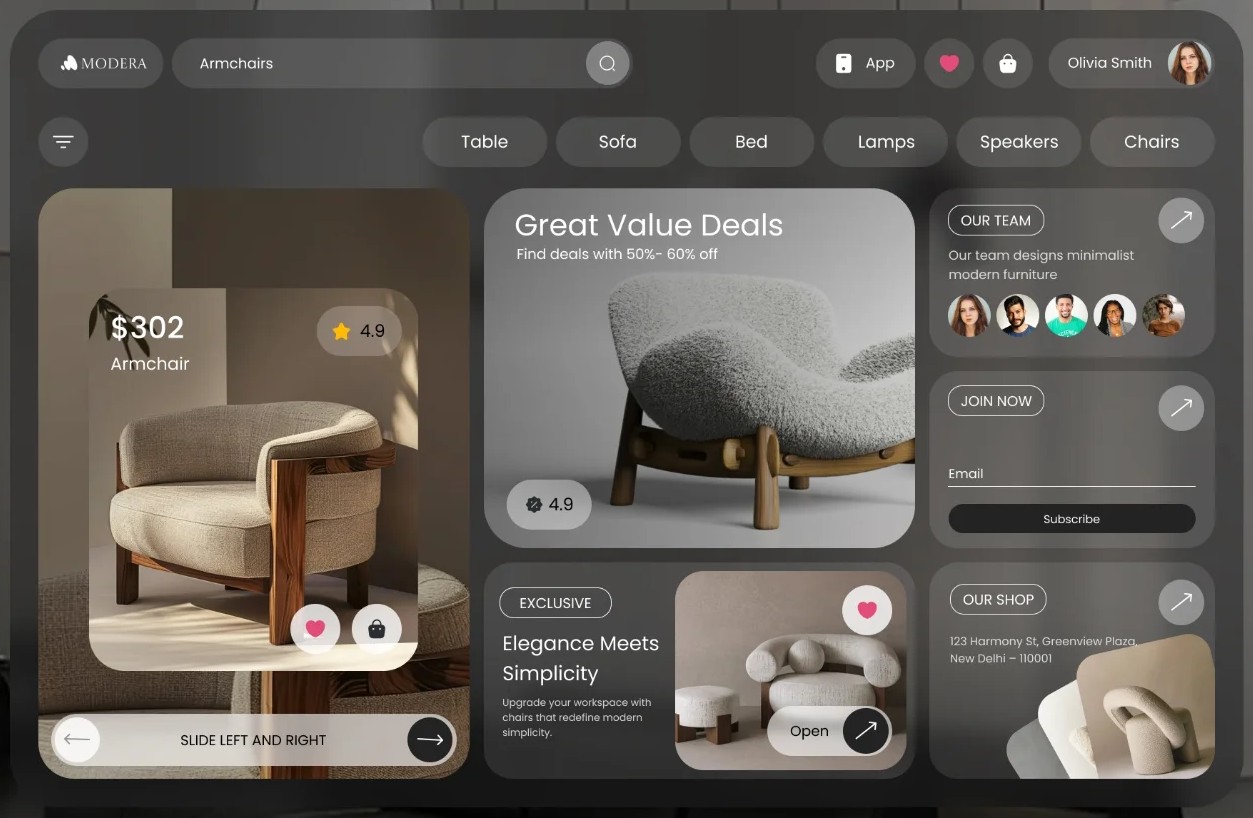 MODERA
Armchairs
App
Olivia Smith
Table
Sofa
Bed
Lamps
Speakers
Chairs
$302
4.9
Armchair
SLIDE LEFT AND RIGHT
Great Value Deals
Find deals with 50%- 60% off
4.9
EXCLUSIVE
Elegance Meets
Simplicity
Upgrade your workspace with
chairs that redefine modern
simplicity.
Open
OUR TEAM
Our team designs minimalist
modern furniture
JOIN NOW
Email
Subscribe
OUR SHOP
123 Harmony St, Greenview Plaza,
New Delhi – 110001